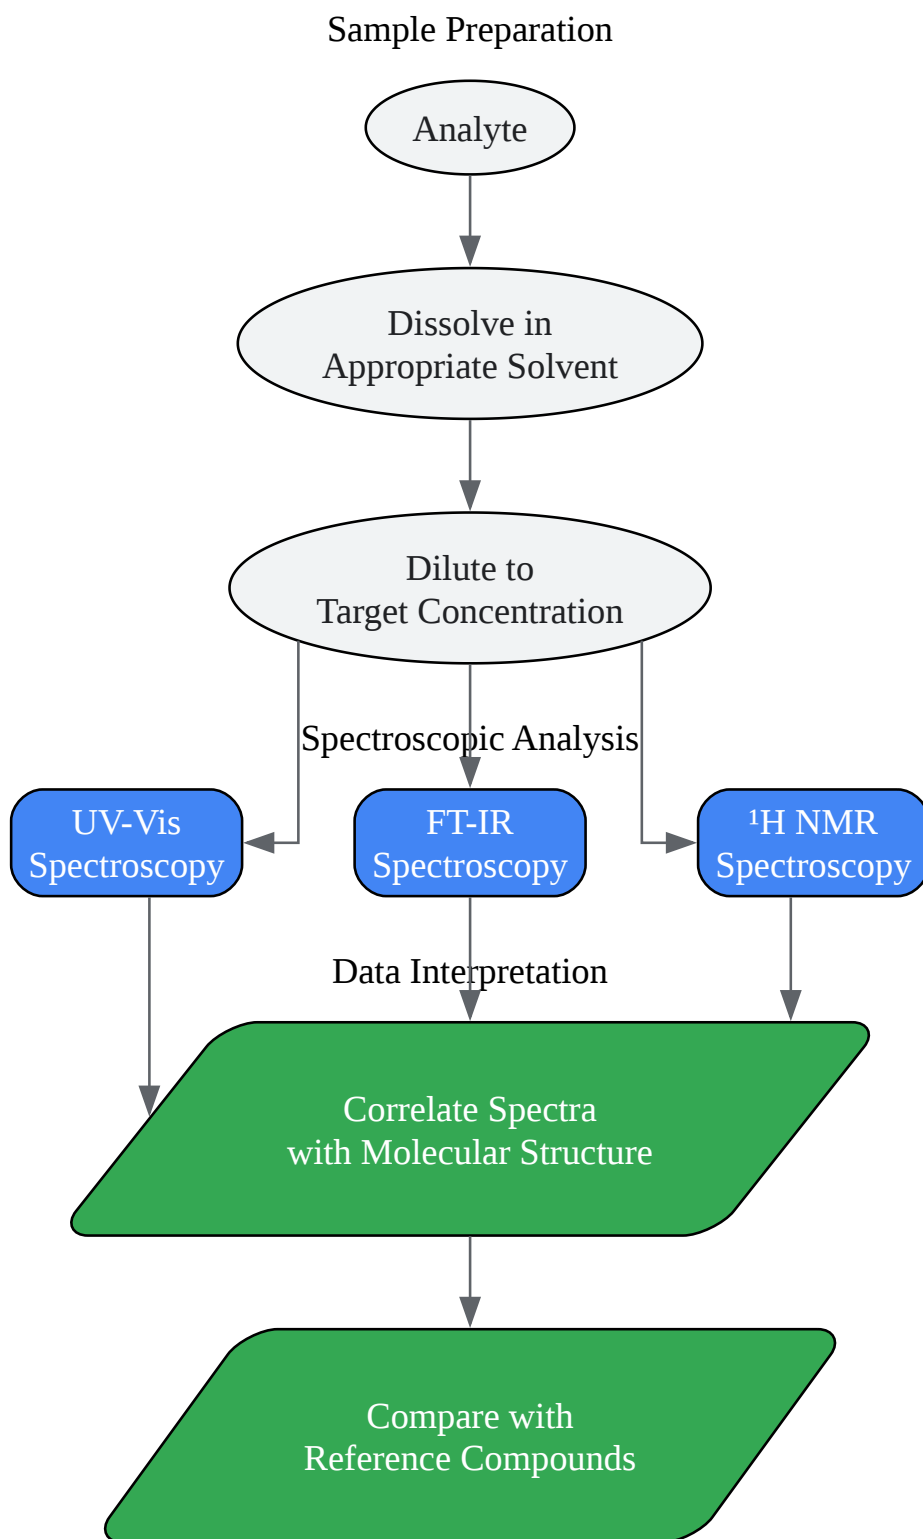 Sample Preparation
Analyte
Dissolve in
Appropriate Solvent
Dilute to
Target Concentration
Spectroscopic Analysis
UV-Vis
Spectroscopy
FT-IR
Spectroscopy
¹H NMR
Spectroscopy
Data Interpretation
Correlate Spectra
with Molecular Structure
Compare with
Reference Compounds